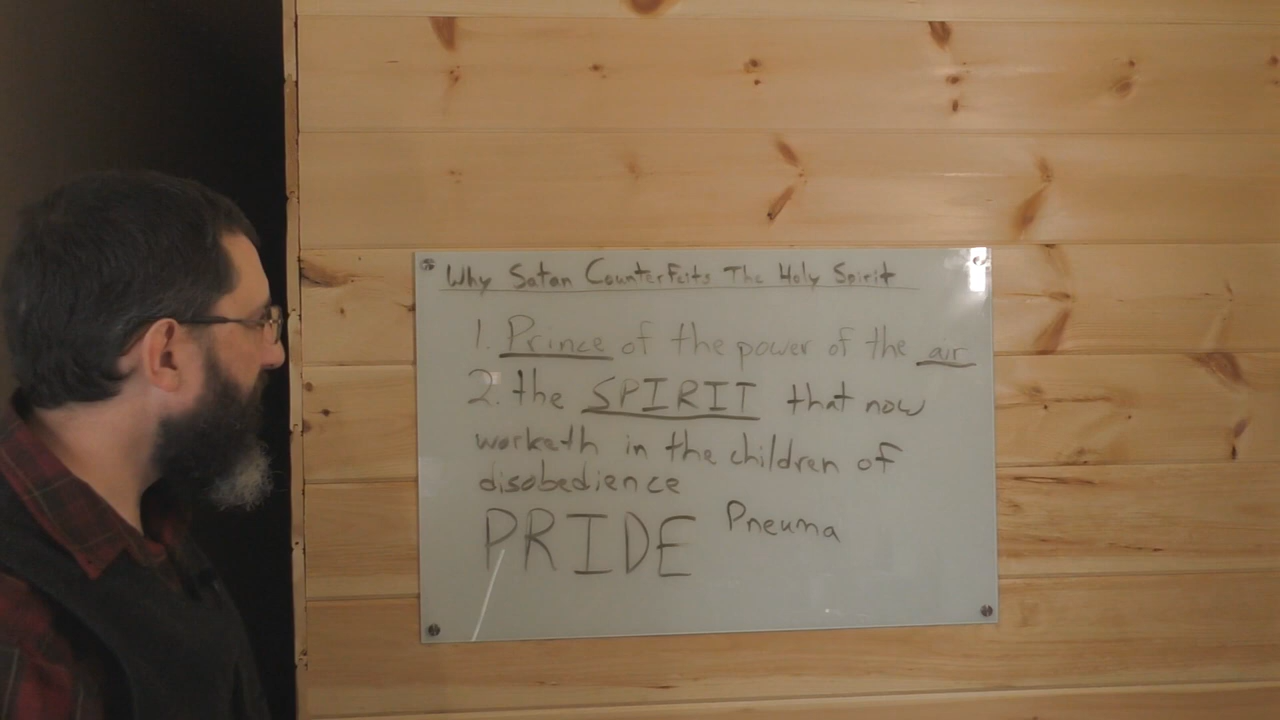 Why Satan Counterfeits The Holy Spirit
1. Prince of the power of the air
2. the SPIRIT that now
worketh in the children of
disobedience
PRIDE Pneuma